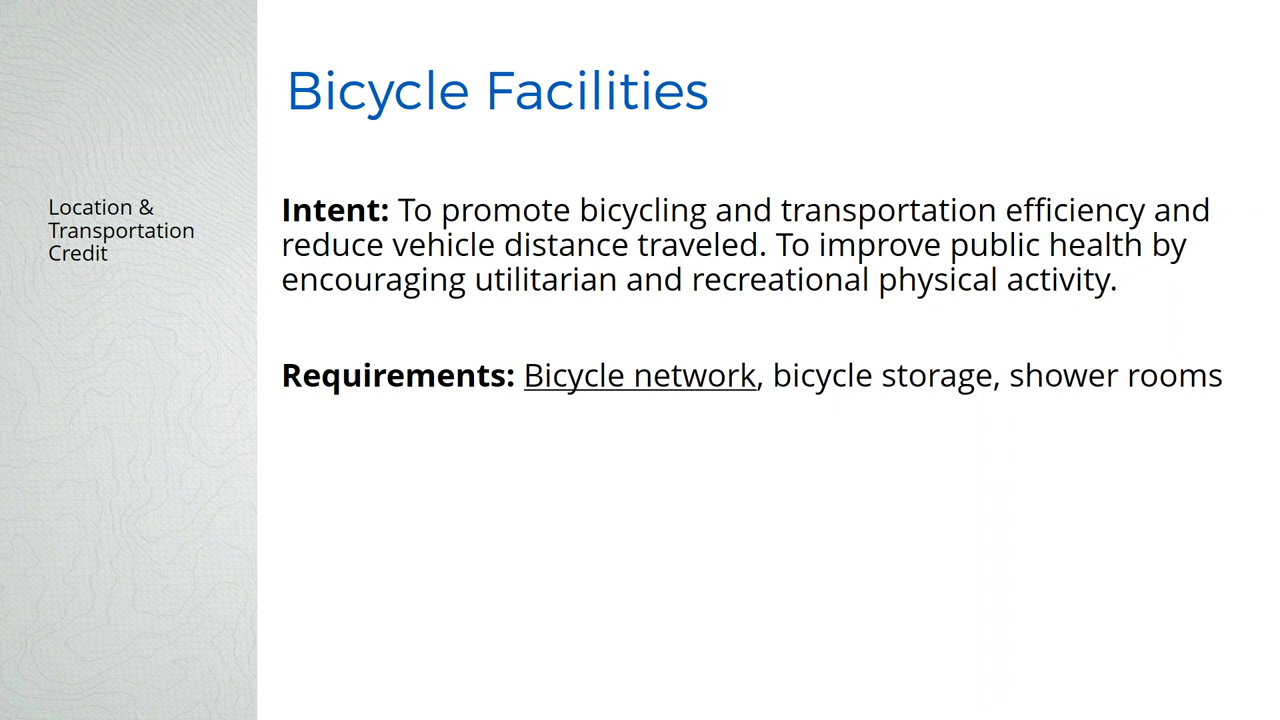 Bicycle Facilities
Location &
Transportation
Credit
Intent: To promote bicycling and transportation efficiency and
reduce vehicle distance traveled. To improve public health by
encouraging utilitarian and recreational physical activity.
Requirements: Bicycle network, bicycle storage, shower rooms